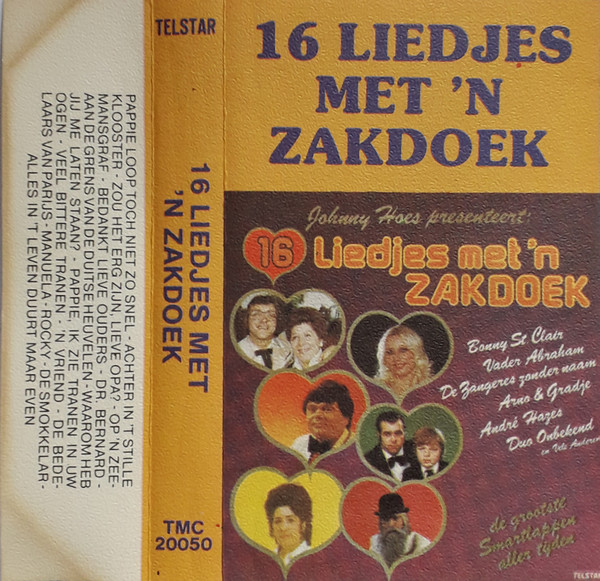 PAPPIE LOOP TOCH NIET ZO SNEL - ACHTER IN 'T STILLE
KLOOSTER - ZOU HET ERG ZIJN, LIEVE OPA? - OP 'N ZEE-
MANSGRAF - BEDANKT LIEVE OUDERS - DR. BERNARD -
AAN DE GRENS VAN DE DUITSE HEUVELEN - WAAROM HEB
JIJ ME LATEN STAAN? - PAPPIE, IK ZIE TRANEN IN UW
OGEN - VEEL BITTERE TRANEN - 'N VRIEND - DE BEDE-
LAARS VAN PARIJS - MANUELA - ROCKY - DE SMOKKELAR -
ALLES IN 'T LEVEN DUURT MAAR EVEN
TELSTAR
16 LIEDJES MET
'N ZAKDOEK
TMC
20050
16 LIEDJES
MET 'N
ZAKDOEK
Johnny Hoes presenteert:
16 Liedjes met 'n
ZAKDOEK
Bonny St Clair
Vader Abraham
De Zangeres zonder naam
Arno & Gradje
André Hazes
Duo Onbekend
en Vele Anderen
de grootste
Smartlappen
aller tijden
TELSTAR